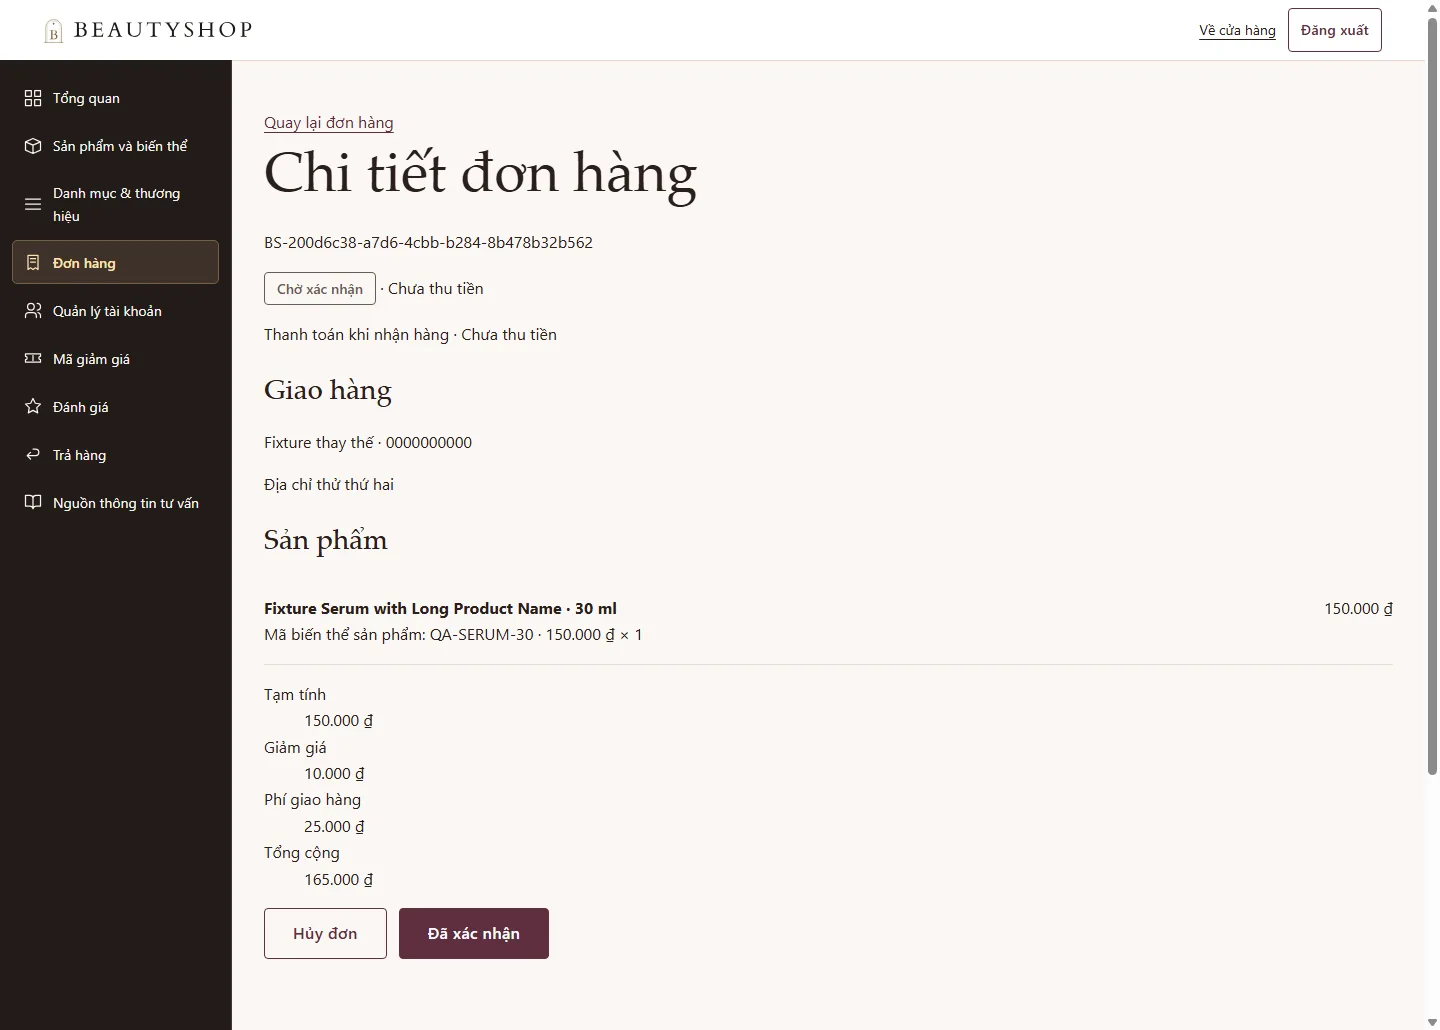 B BEAUTYSHOP
Về cửa hàng
Đăng xuất
Tổng quan
Sản phẩm và biến thể
Danh mục & thương
hiệu
Đơn hàng
Quản lý tài khoản
Mã giảm giá
Đánh giá
Trả hàng
Nguồn thông tin tư vấn
Quay lại đơn hàng
Chi tiết đơn hàng
BS-200d6c38-a7d6-4cbb-b284-8b478b32b562
Chờ xác nhận · Chưa thu tiền
Thanh toán khi nhận hàng · Chưa thu tiền
Giao hàng
Fixture thay thế · 0000000000
Địa chỉ thử thứ hai
Sản phẩm
Fixture Serum with Long Product Name · 30 ml
150.000 ₫
Mã biến thể sản phẩm: QA-SERUM-30 · 150.000 ₫ × 1
Tạm tính
150.000 ₫
Giảm giá
10.000 ₫
Phí giao hàng
25.000 ₫
Tổng cộng
165.000 ₫
Hủy đơn
Đã xác nhận